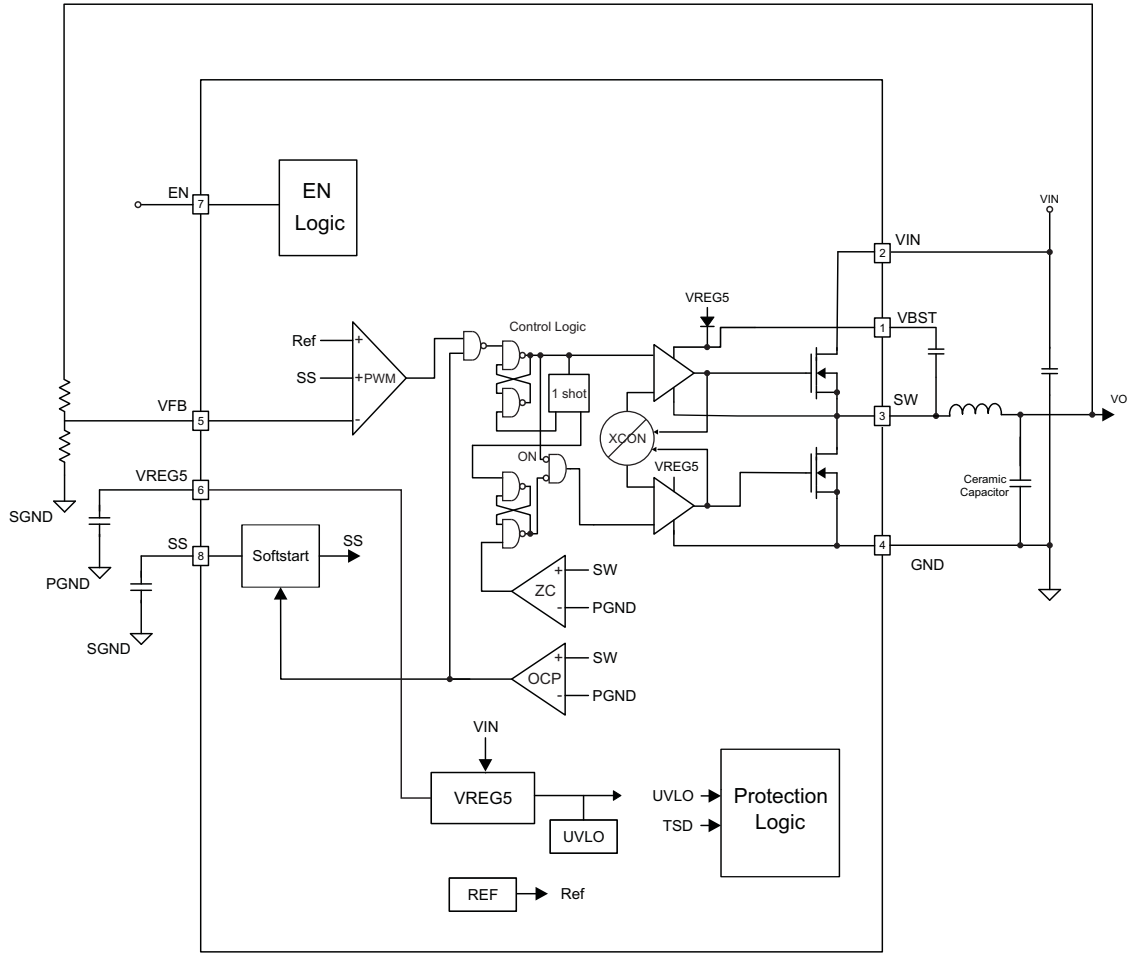 EN
7
EN
Logic
VIN
VIN
2
VREG5
VBST
1
Control Logic
Ref
+
SS
+
PWM
-
1 shot
VFB
5
SW
3
VO
XCON
ON
VREG5
VREG5
6
Ceramic
Capacitor
SGND
SS
8
Softstart
SS
4
GND
PGND
SGND
+
SW
ZC
-
PGND
+
SW
OCP
-
PGND
VIN
VREG5
UVLO
UVLO
TSD
Protection
Logic
REF
Ref